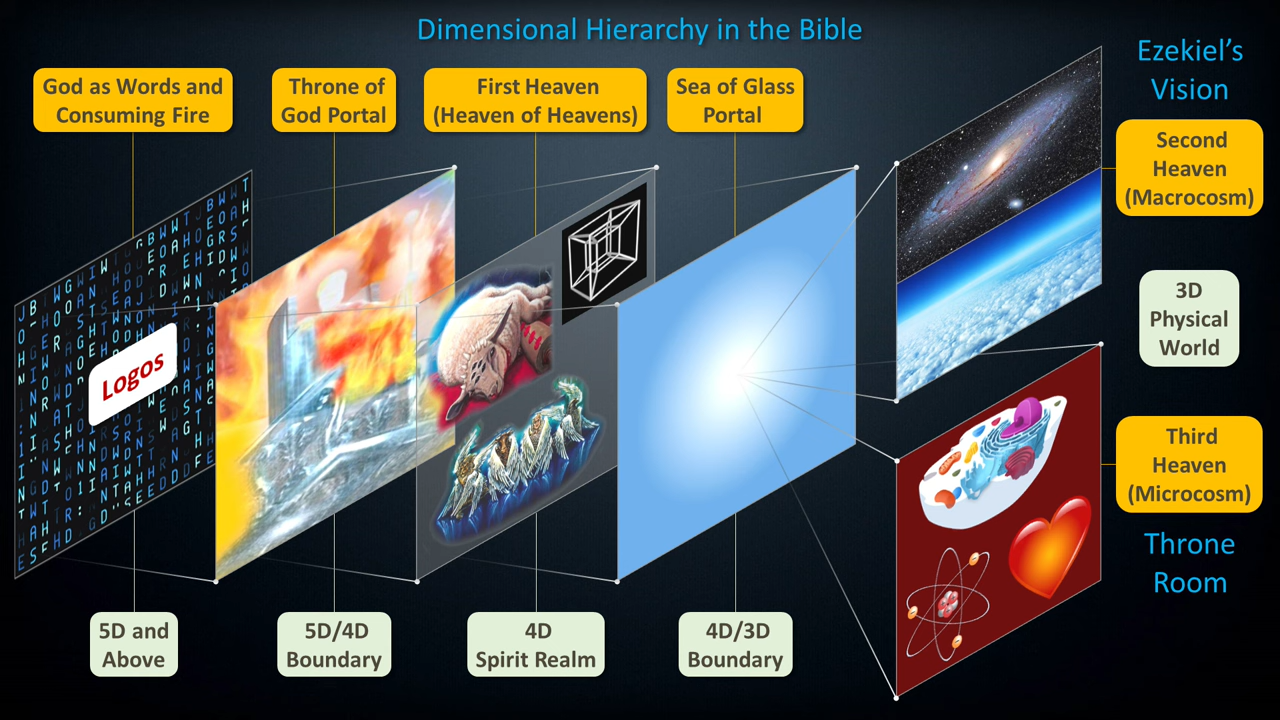 Dimensional Hierarchy in the Bible
God as Words and
Consuming Fire
Throne of
God Portal
First Heaven
(Heaven of Heavens)
Sea of Glass
Portal
Ezekiel’s
Vision
Second
Heaven
(Macrocosm)
3D
Physical
World
Third
Heaven
(Microcosm)
Throne
Room
Logos
5D and
Above
5D/4D
Boundary
4D
Spirit Realm
4D/3D
Boundary